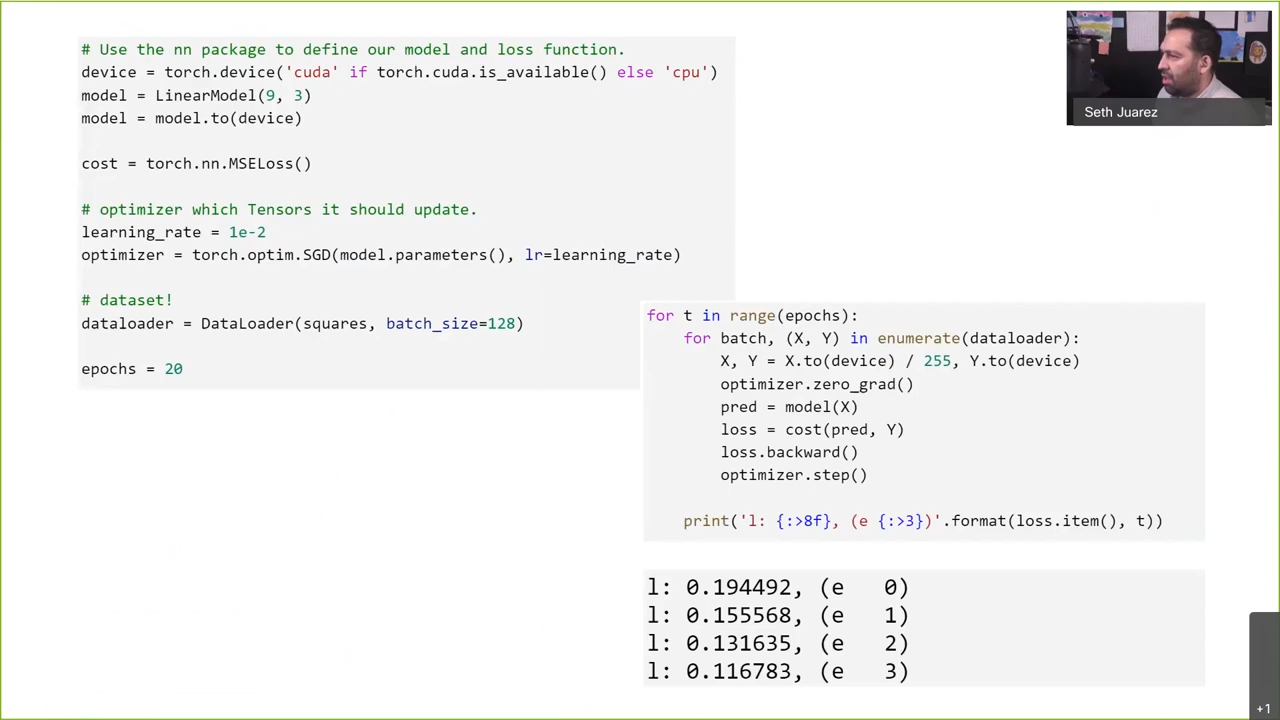 # Use the nn package to define our model and loss function.
device = torch.device('cuda' if torch.cuda.is_available() else 'cpu')
model = LinearModel(9, 3)
model = model.to(device)
cost = torch.nn.MSELoss()
# optimizer which Tensors it should update.
learning_rate = 1e-2
optimizer = torch.optim.SGD(model.parameters(), lr=learning_rate)
# dataset!
dataloader = DataLoader(squares, batch_size=128)
epochs = 20
for t in range(epochs):
    for batch, (X, Y) in enumerate(dataloader):
        X, Y = X.to(device) / 255, Y.to(device)
        optimizer.zero_grad()
        pred = model(X)
        loss = cost(pred, Y)
        loss.backward()
        optimizer.step()
    print('l: {:>8f}, (e {:>3})'.format(loss.item(), t))
l: 0.194492, (e   0)
l: 0.155568, (e   1)
l: 0.131635, (e   2)
l: 0.116783, (e   3)
Seth Juarez
+1